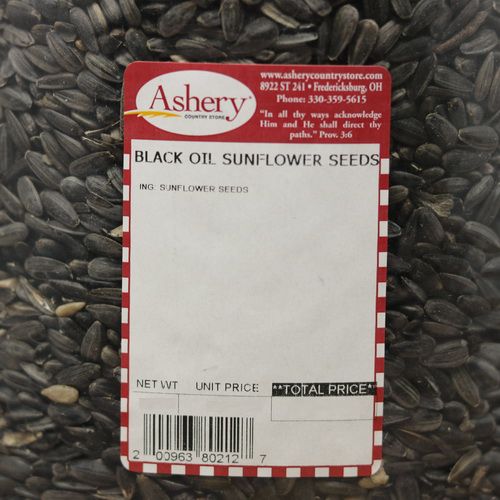 Ashery
COUNTRY STORE
www.asherycountrystore.com
8922 ST 241 • Fredericksburg, OH
Phone: 330-359-5615
"In all thy ways acknowledge
Him and He shall direct thy
paths." Prov. 3:6
BLACK OIL SUNFLOWER SEEDS
ING: SUNFLOWER SEEDS
NET WT UNIT PRICE **TOTAL PRICE**
2 00963 80212 7